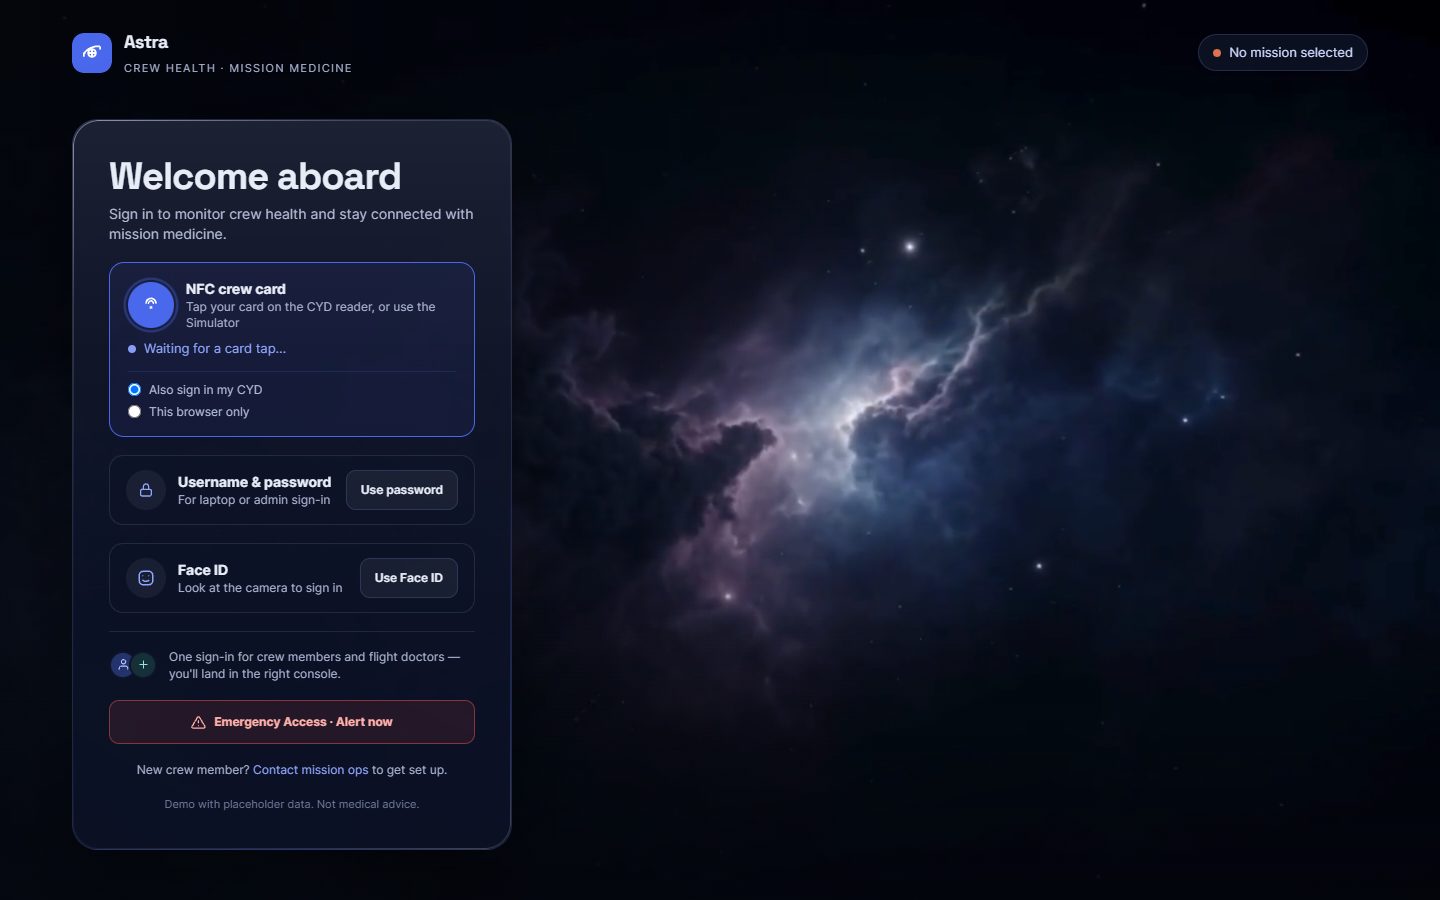 Astra
CREW HEALTH · MISSION MEDICINE
No mission selected
Welcome aboard
Sign in to monitor crew health and stay connected with
mission medicine.
NFC crew card
Tap your card on the CYD reader, or use the
Simulator
Waiting for a card tap...
Also sign in my CYD
This browser only
Username & password
For laptop or admin sign-in
Use password
Face ID
Look at the camera to sign in
Use Face ID
One sign-in for crew members and flight doctors —
you'll land in the right console.
Emergency Access · Alert now
New crew member? Contact mission ops to get set up.
Demo with placeholder data. Not medical advice.